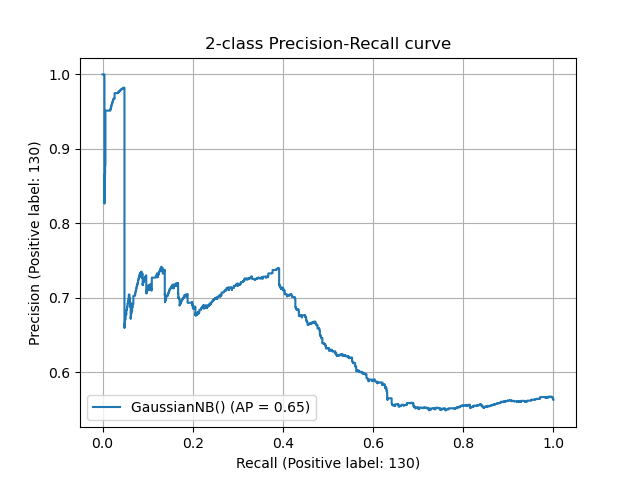 2-class Precision-Recall curve
1.0
0.9
0.8
0.7
0.6
Precision (Positive label: 130)
GaussianNB() (AP = 0.65)
0.0 0.2 0.4 0.6 0.8 1.0
Recall (Positive label: 130)